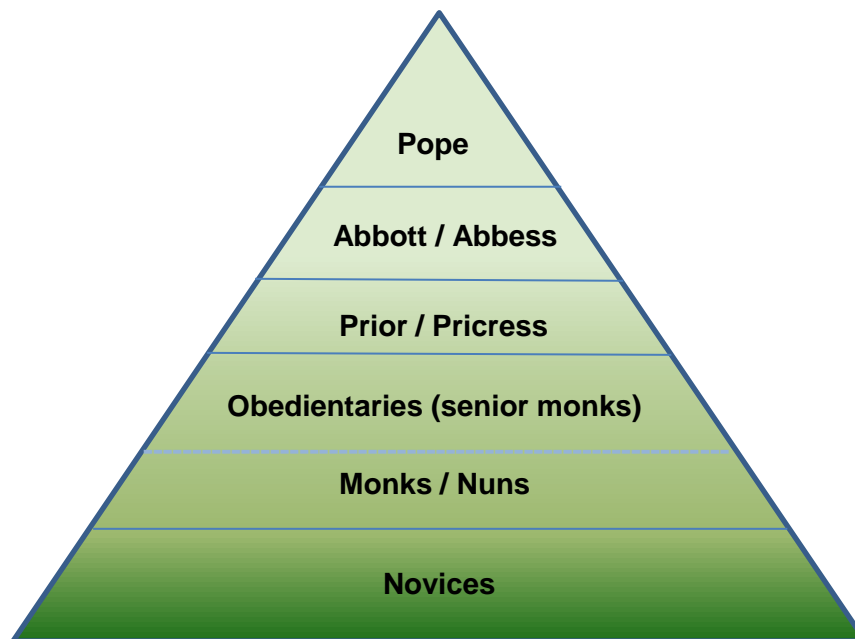 Pope
Abbott / Abbess
Prior / Pricress
Obedientaries (senior monks)
Monks / Nuns
Novices